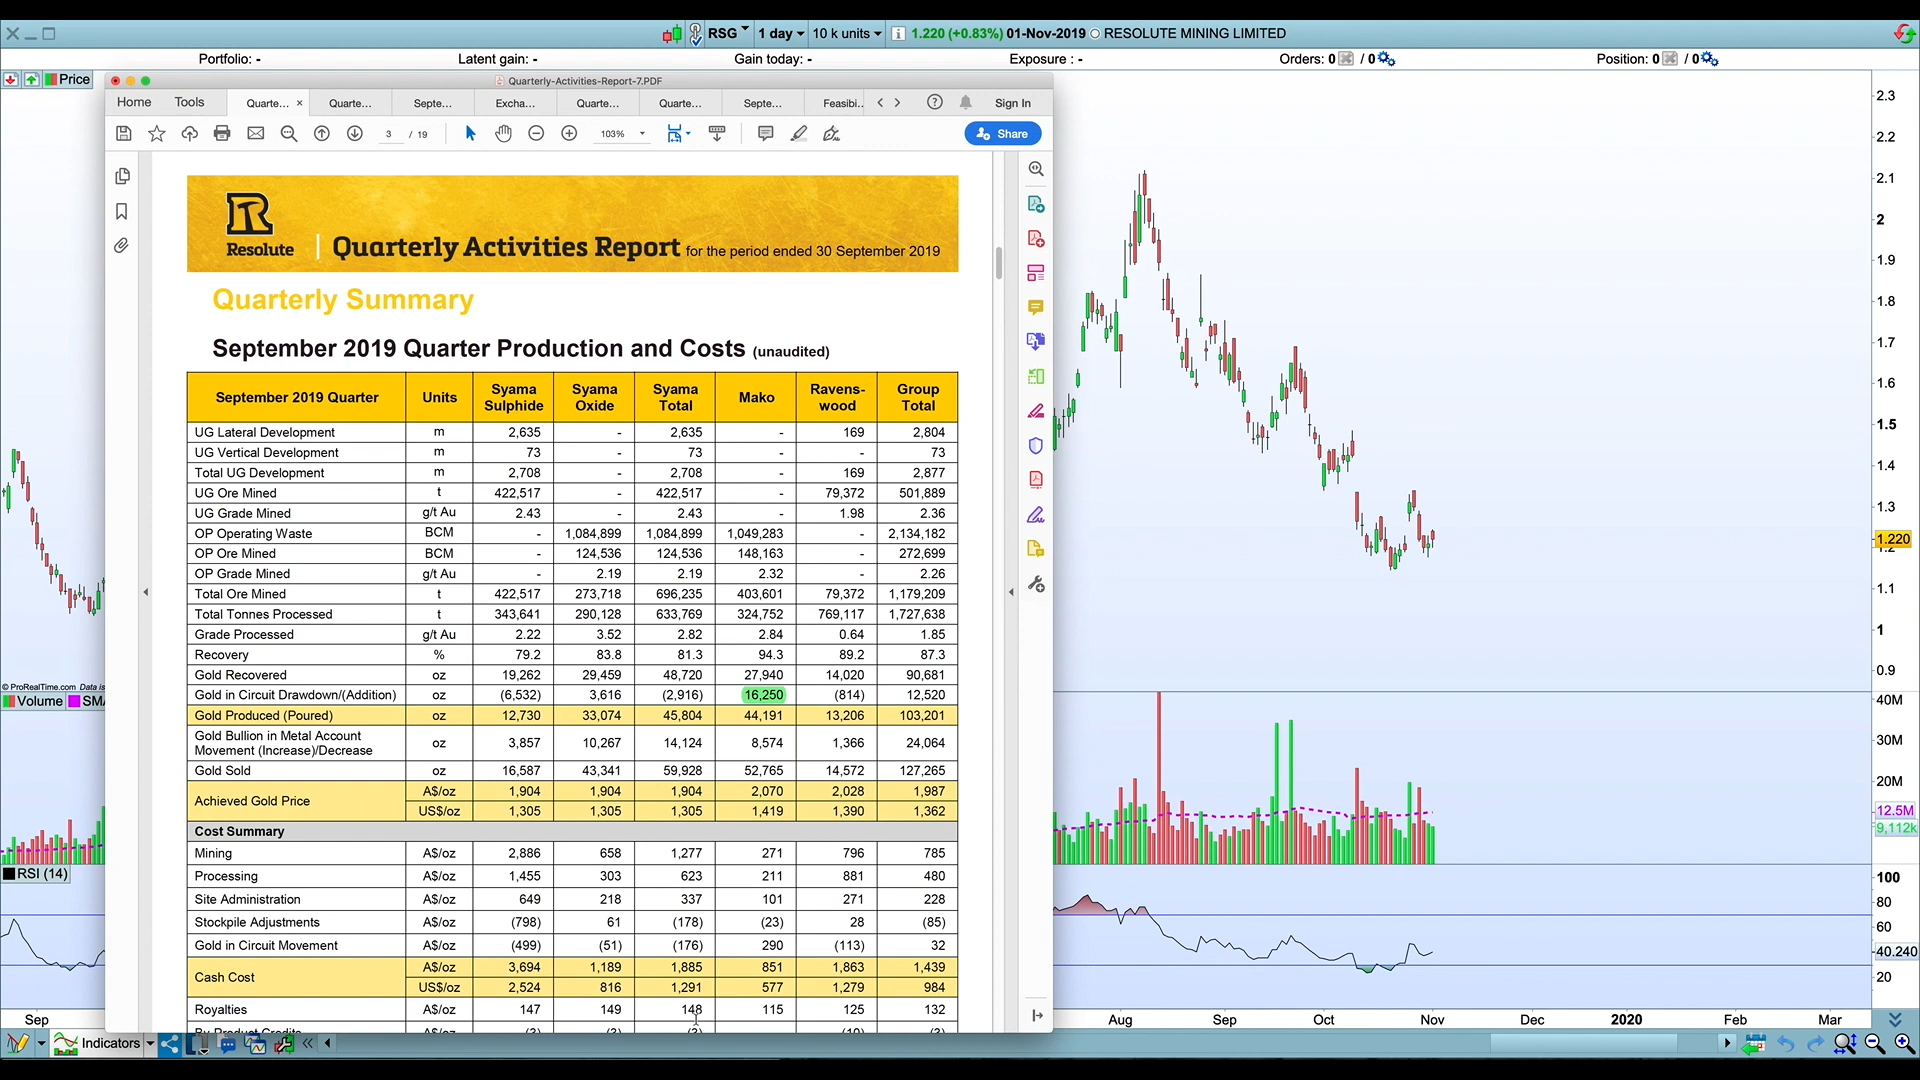 RSG 1 day 10 k units 1.220 (+0.83%) 01-Nov-2019 RESOLUTE MINING LIMITED
Portfolio: - Latent gain: - Gain today: - Exposure : - Orders: 0 / 0 Position: 0 / 0
Price
Quarterly-Activities-Report-7.PDF
Home Tools Quarte... × Quarte... Septe... Excha... Quarte... Quarte... Septe... Feasibi... Sign In
3 / 19 103% Share
Resolute | Quarterly Activities Report for the period ended 30 September 2019
Quarterly Summary
September 2019 Quarter Production and Costs (unaudited)
September 2019 Quarter Units Syama Sulphide Syama Oxide Syama Total Mako Ravens-wood Group Total
UG Lateral Development m 2,635 - 2,635 - 169 2,804
UG Vertical Development m 73 - 73 - - 73
Total UG Development m 2,708 - 2,708 - 169 2,877
UG Ore Mined t 422,517 - 422,517 - 79,372 501,889
UG Grade Mined g/t Au 2.43 - 2.43 - 1.98 2.36
OP Operating Waste BCM - 1,084,899 1,084,899 1,049,283 - 2,134,182
OP Ore Mined BCM - 124,536 124,536 148,163 - 272,699
OP Grade Mined g/t Au - 2.19 2.19 2.32 - 2.26
Total Ore Mined t 422,517 273,718 696,235 403,601 79,372 1,179,209
Total Tonnes Processed t 343,641 290,128 633,769 324,752 769,117 1,727,638
Grade Processed g/t Au 2.22 3.52 2.82 2.84 0.64 1.85
Recovery % 79.2 83.8 81.3 94.3 89.2 87.3
Gold Recovered oz 19,262 29,459 48,720 27,940 14,020 90,681
Gold in Circuit Drawdown/(Addition) oz (6,532) 3,616 (2,916) 16,250 (814) 12,520
Gold Produced (Poured) oz 12,730 33,074 45,804 44,191 13,206 103,201
Gold Bullion in Metal Account
Movement (Increase)/Decrease oz 3,857 10,267 14,124 8,574 1,366 24,064
Gold Sold oz 16,587 43,341 59,928 52,765 14,572 127,265
Achieved Gold Price A$/oz 1,904 1,904 1,904 2,070 2,028 1,987
US$/oz 1,305 1,305 1,305 1,419 1,390 1,362
Cost Summary
Mining A$/oz 2,886 658 1,277 271 796 785
Processing A$/oz 1,455 303 623 211 881 480
Site Administration A$/oz 649 218 337 101 271 228
Stockpile Adjustments A$/oz (798) 61 (178) (23) 28 (85)
Gold in Circuit Movement A$/oz (499) (51) (176) 290 (113) 32
Cash Cost A$/oz 3,694 1,189 1,885 851 1,863 1,439
US$/oz 2,524 816 1,291 577 1,279 984
Royalties A$/oz 147 149 148 115 125 132
By Product Credits A$/oz (3) (3) (3) - (10) (3)
2.3
2.2
2.1
2
1.9
1.8
1.7
1.6
1.5
1.4
1.3
1.220
1.2
1.1
1
0.9
© ProRealTime.com Data is
Volume SMA
40M
30M
20M
12.5M
9,112k
RSI (14)
100
80
60
40.240
20
Sep Aug Sep Oct Nov Dec 2020 Feb Mar
Indicators